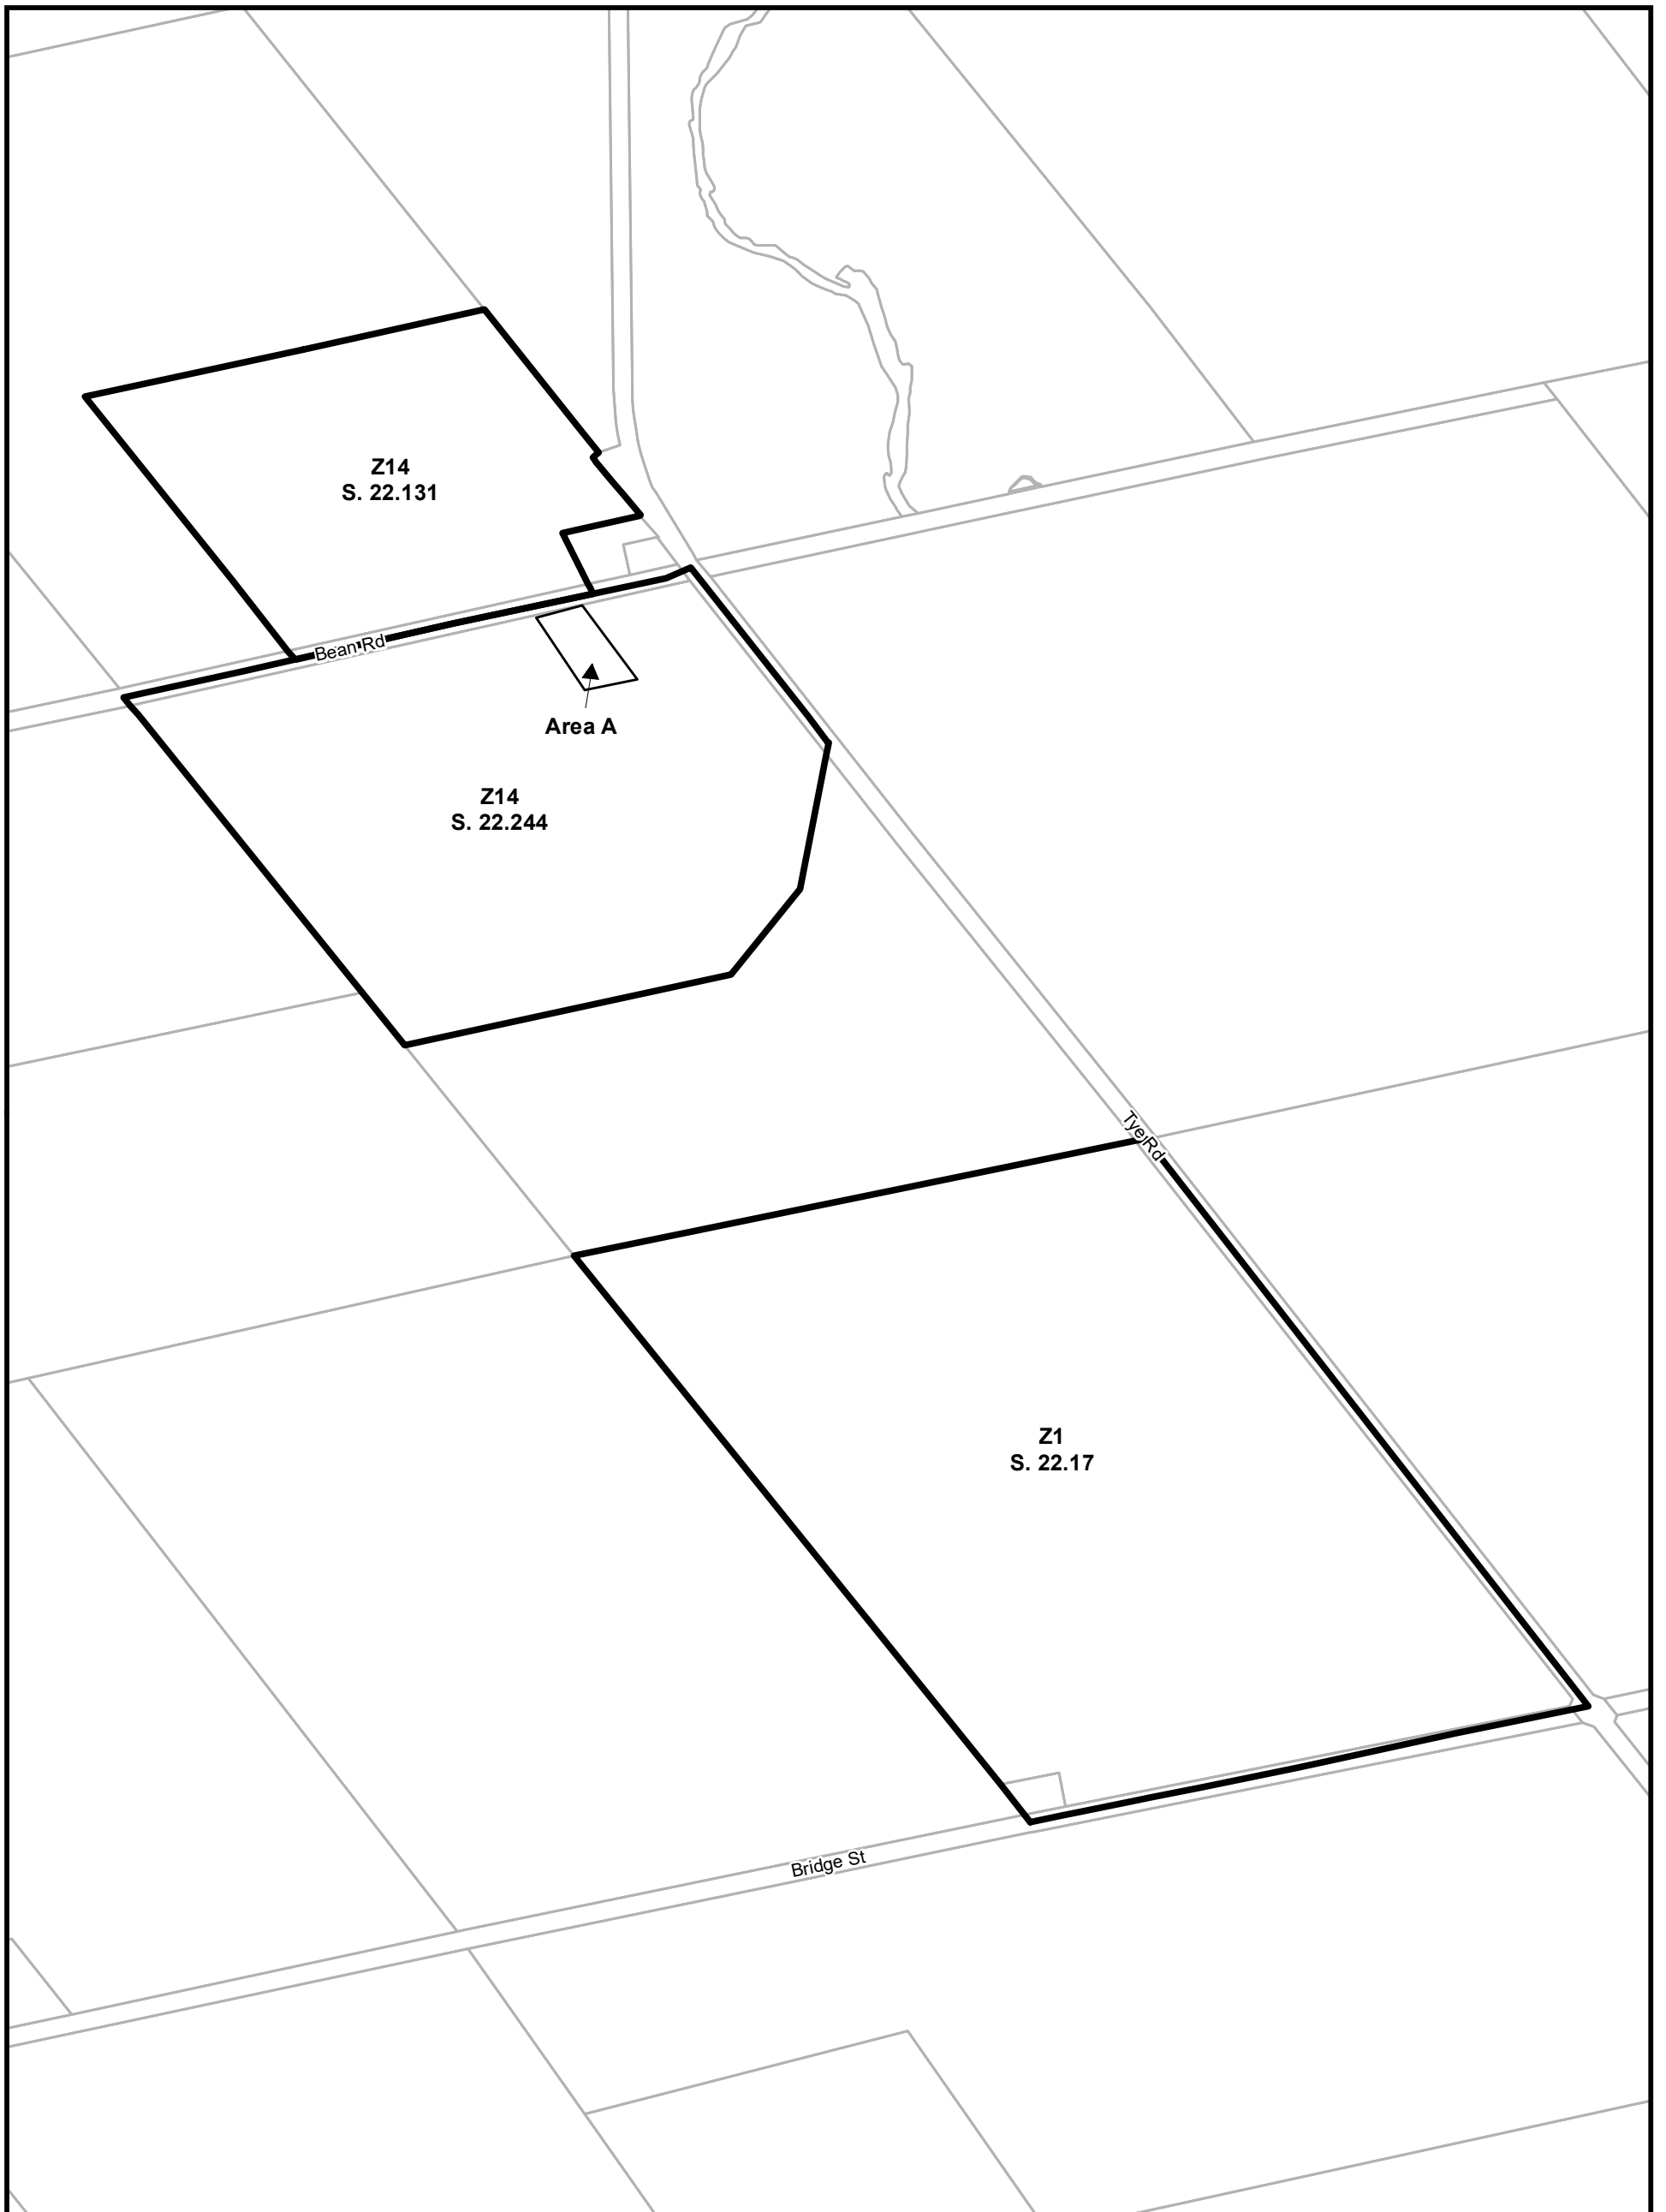 Z14
S. 22.131
Bean Rd
Area A
Z14
S. 22.244
Tye Rd
Z1
S. 22.17
Bridge St